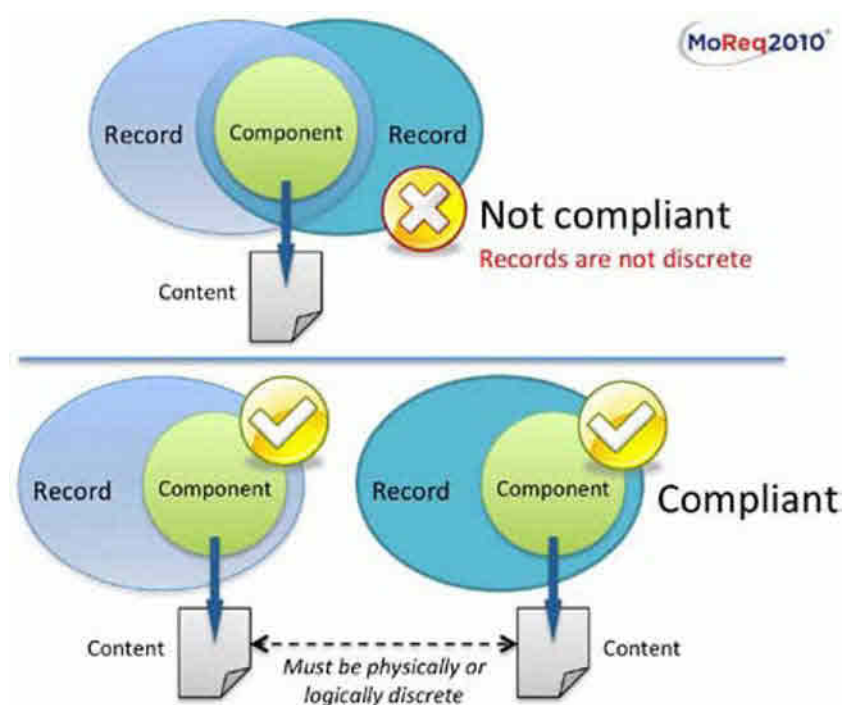 MoReq2010®
Record
Component
Record
Not compliant
Records are not discrete
Content
Record
Component
Record
Component
Compliant
Content
Must be physically or
logically discrete
Content